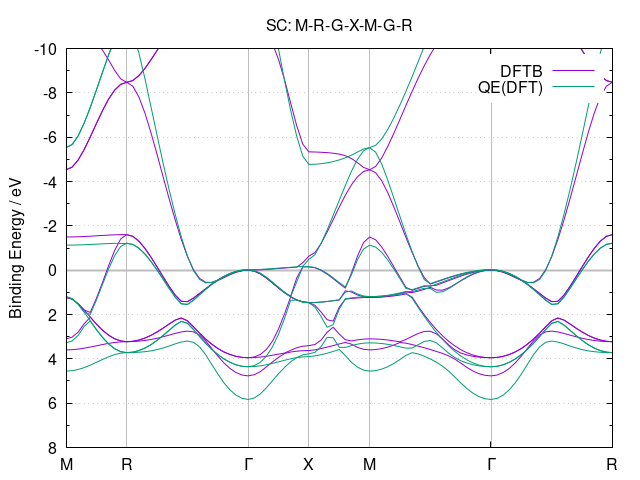 SC: M-R-G-X-M-G-R
DFTB
QE(DFT)
Binding Energy / eV
-10
-8
-6
-4
-2
0
2
4
6
8
M R Γ X M Γ R